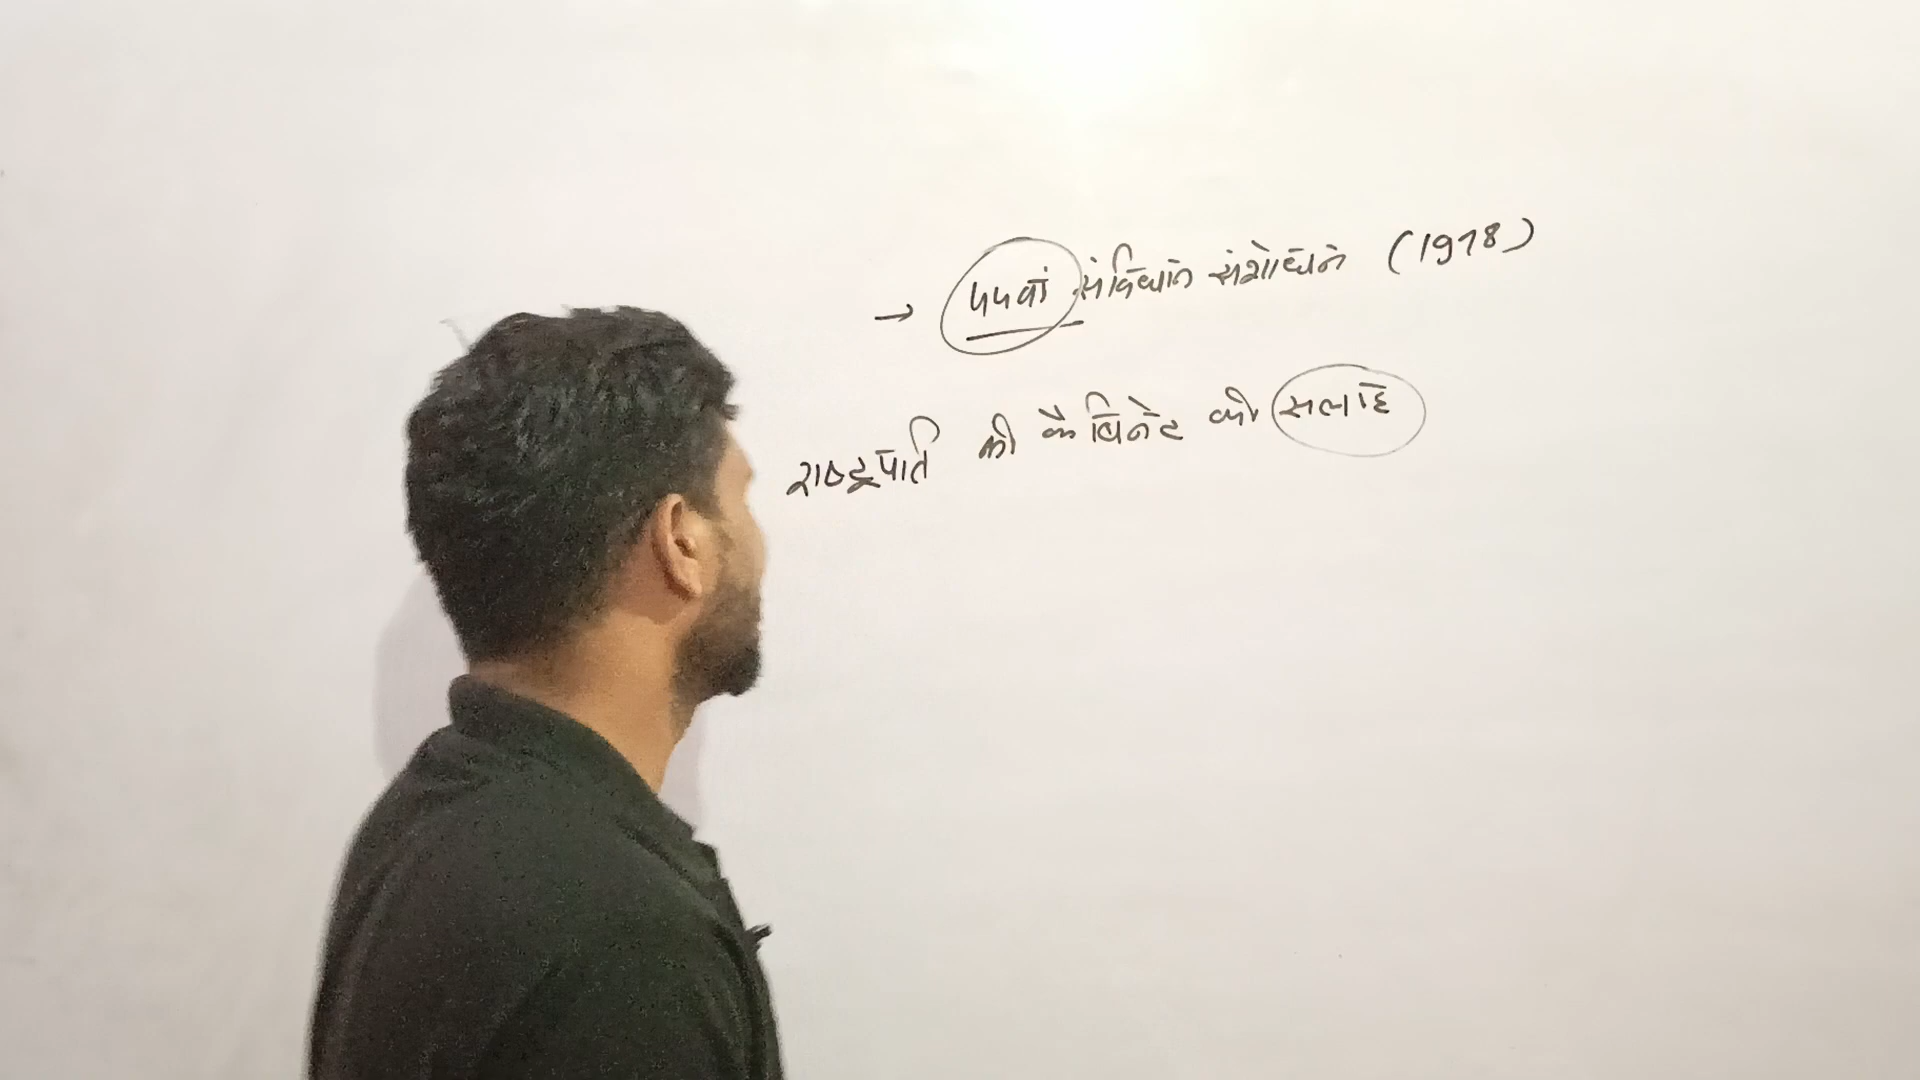 → 44वां संविधान संशोधन (1978)
राष्ट्रपति को कैबिनेट की सलाह